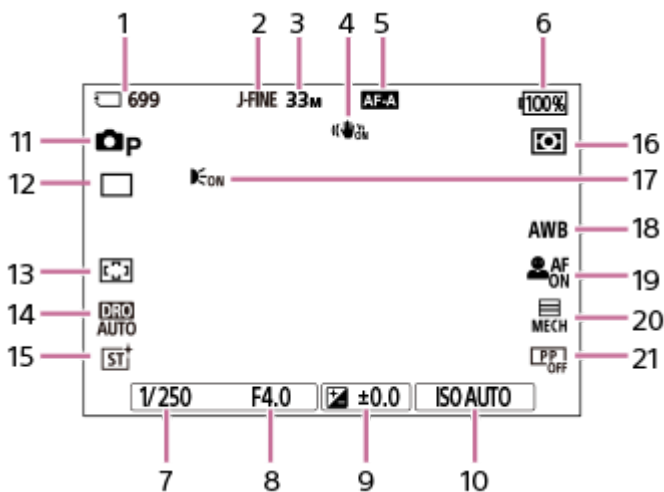 1 2 3 4 5 6
699 J-FINE 33M AF-A 100%
ON
11 P 16
12 ON 17
AWB 18
13 AF ON 19
14 DRO AUTO MECH 20
15 ST+ PP OFF 21
1/250 F4.0 ±0.0 ISO AUTO
7 8 9 10